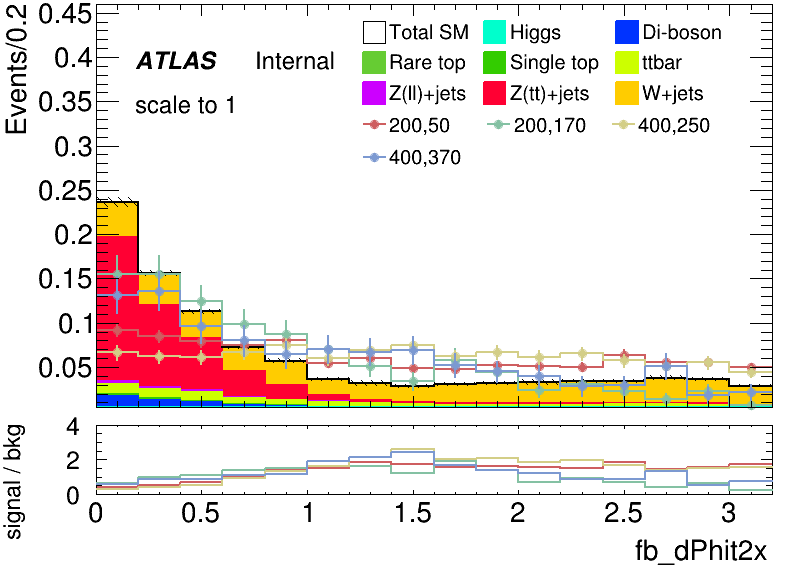 Events/0.2
0.45
0.4
0.35
0.3
0.25
0.2
0.15
0.1
0.05
ATLAS Internal
scale to 1
Total SM Higgs Di-boson
Rare top Single top ttbar
Z(ll)+jets Z(tt)+jets W+jets
200,50 200,170 400,250
400,370
signal / bkg
4
2
0
0 0.5 1 1.5 2 2.5 3
fb_dPhit2x